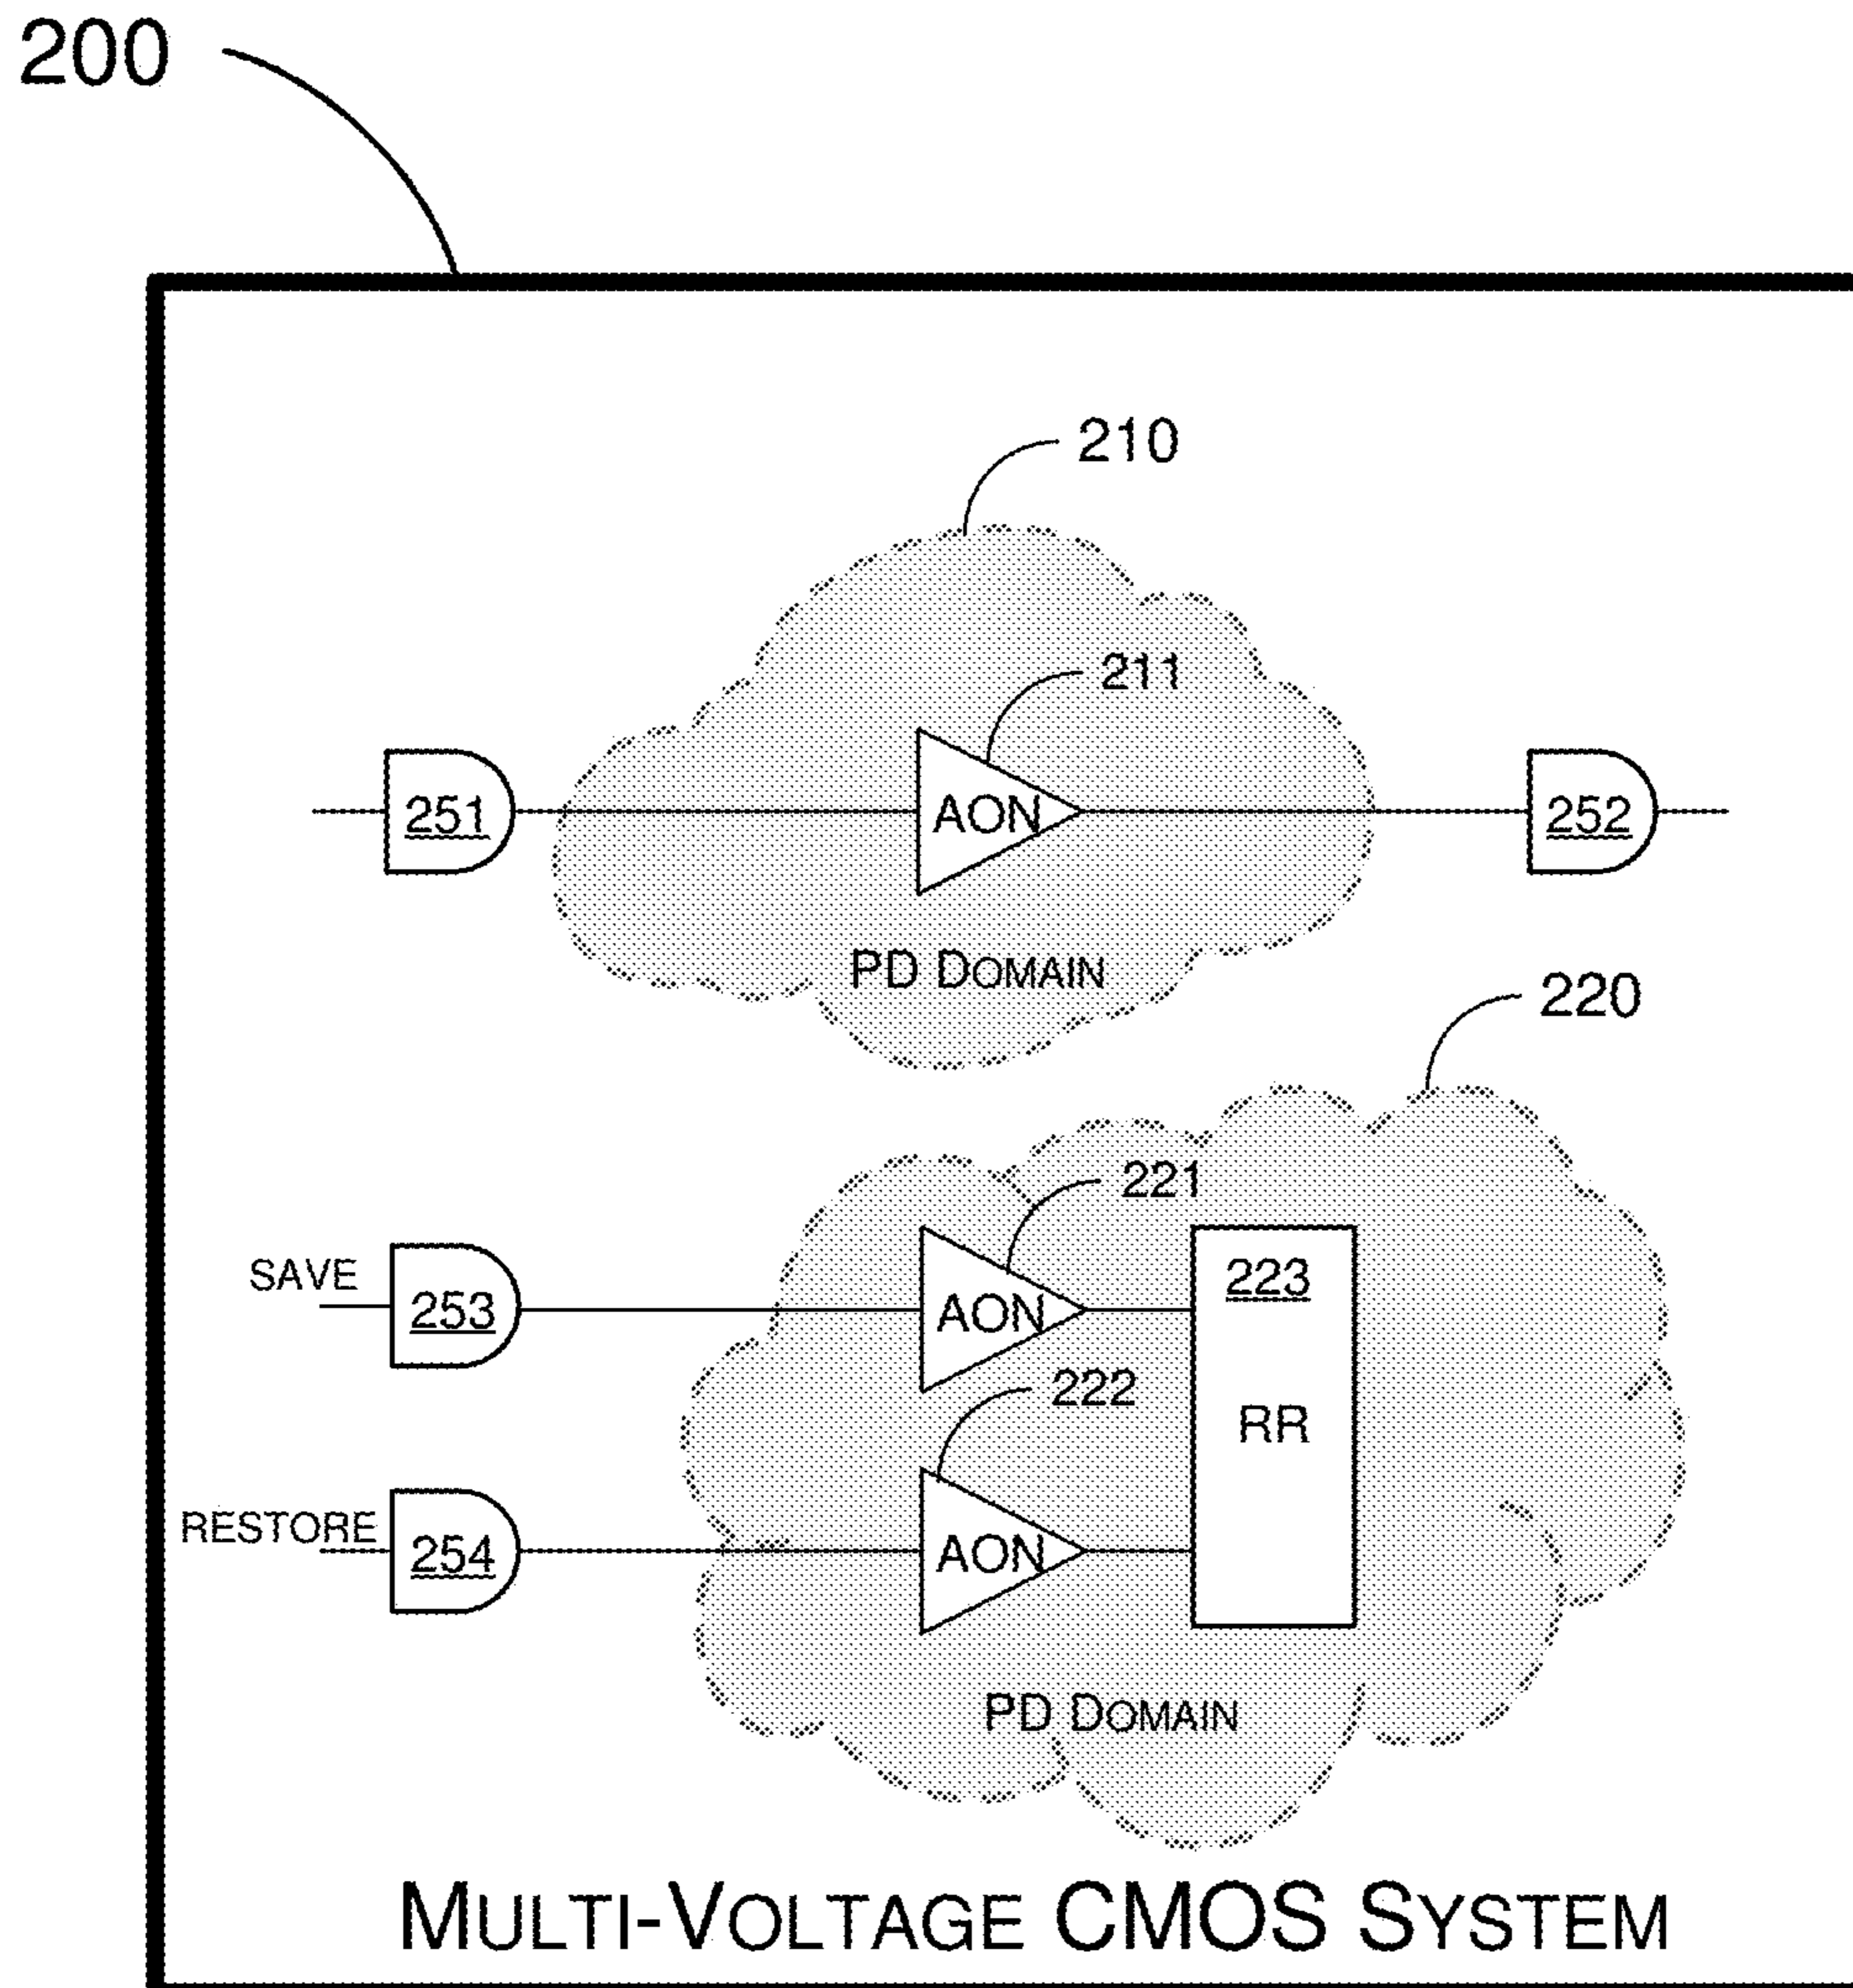 200
210
211
251
AON
252
PD DOMAIN
220
221
SAVE
253
AON
223
222
RR
RESTORE
254
AON
PD DOMAIN
MULTI-VOLTAGE CMOS SYSTEM